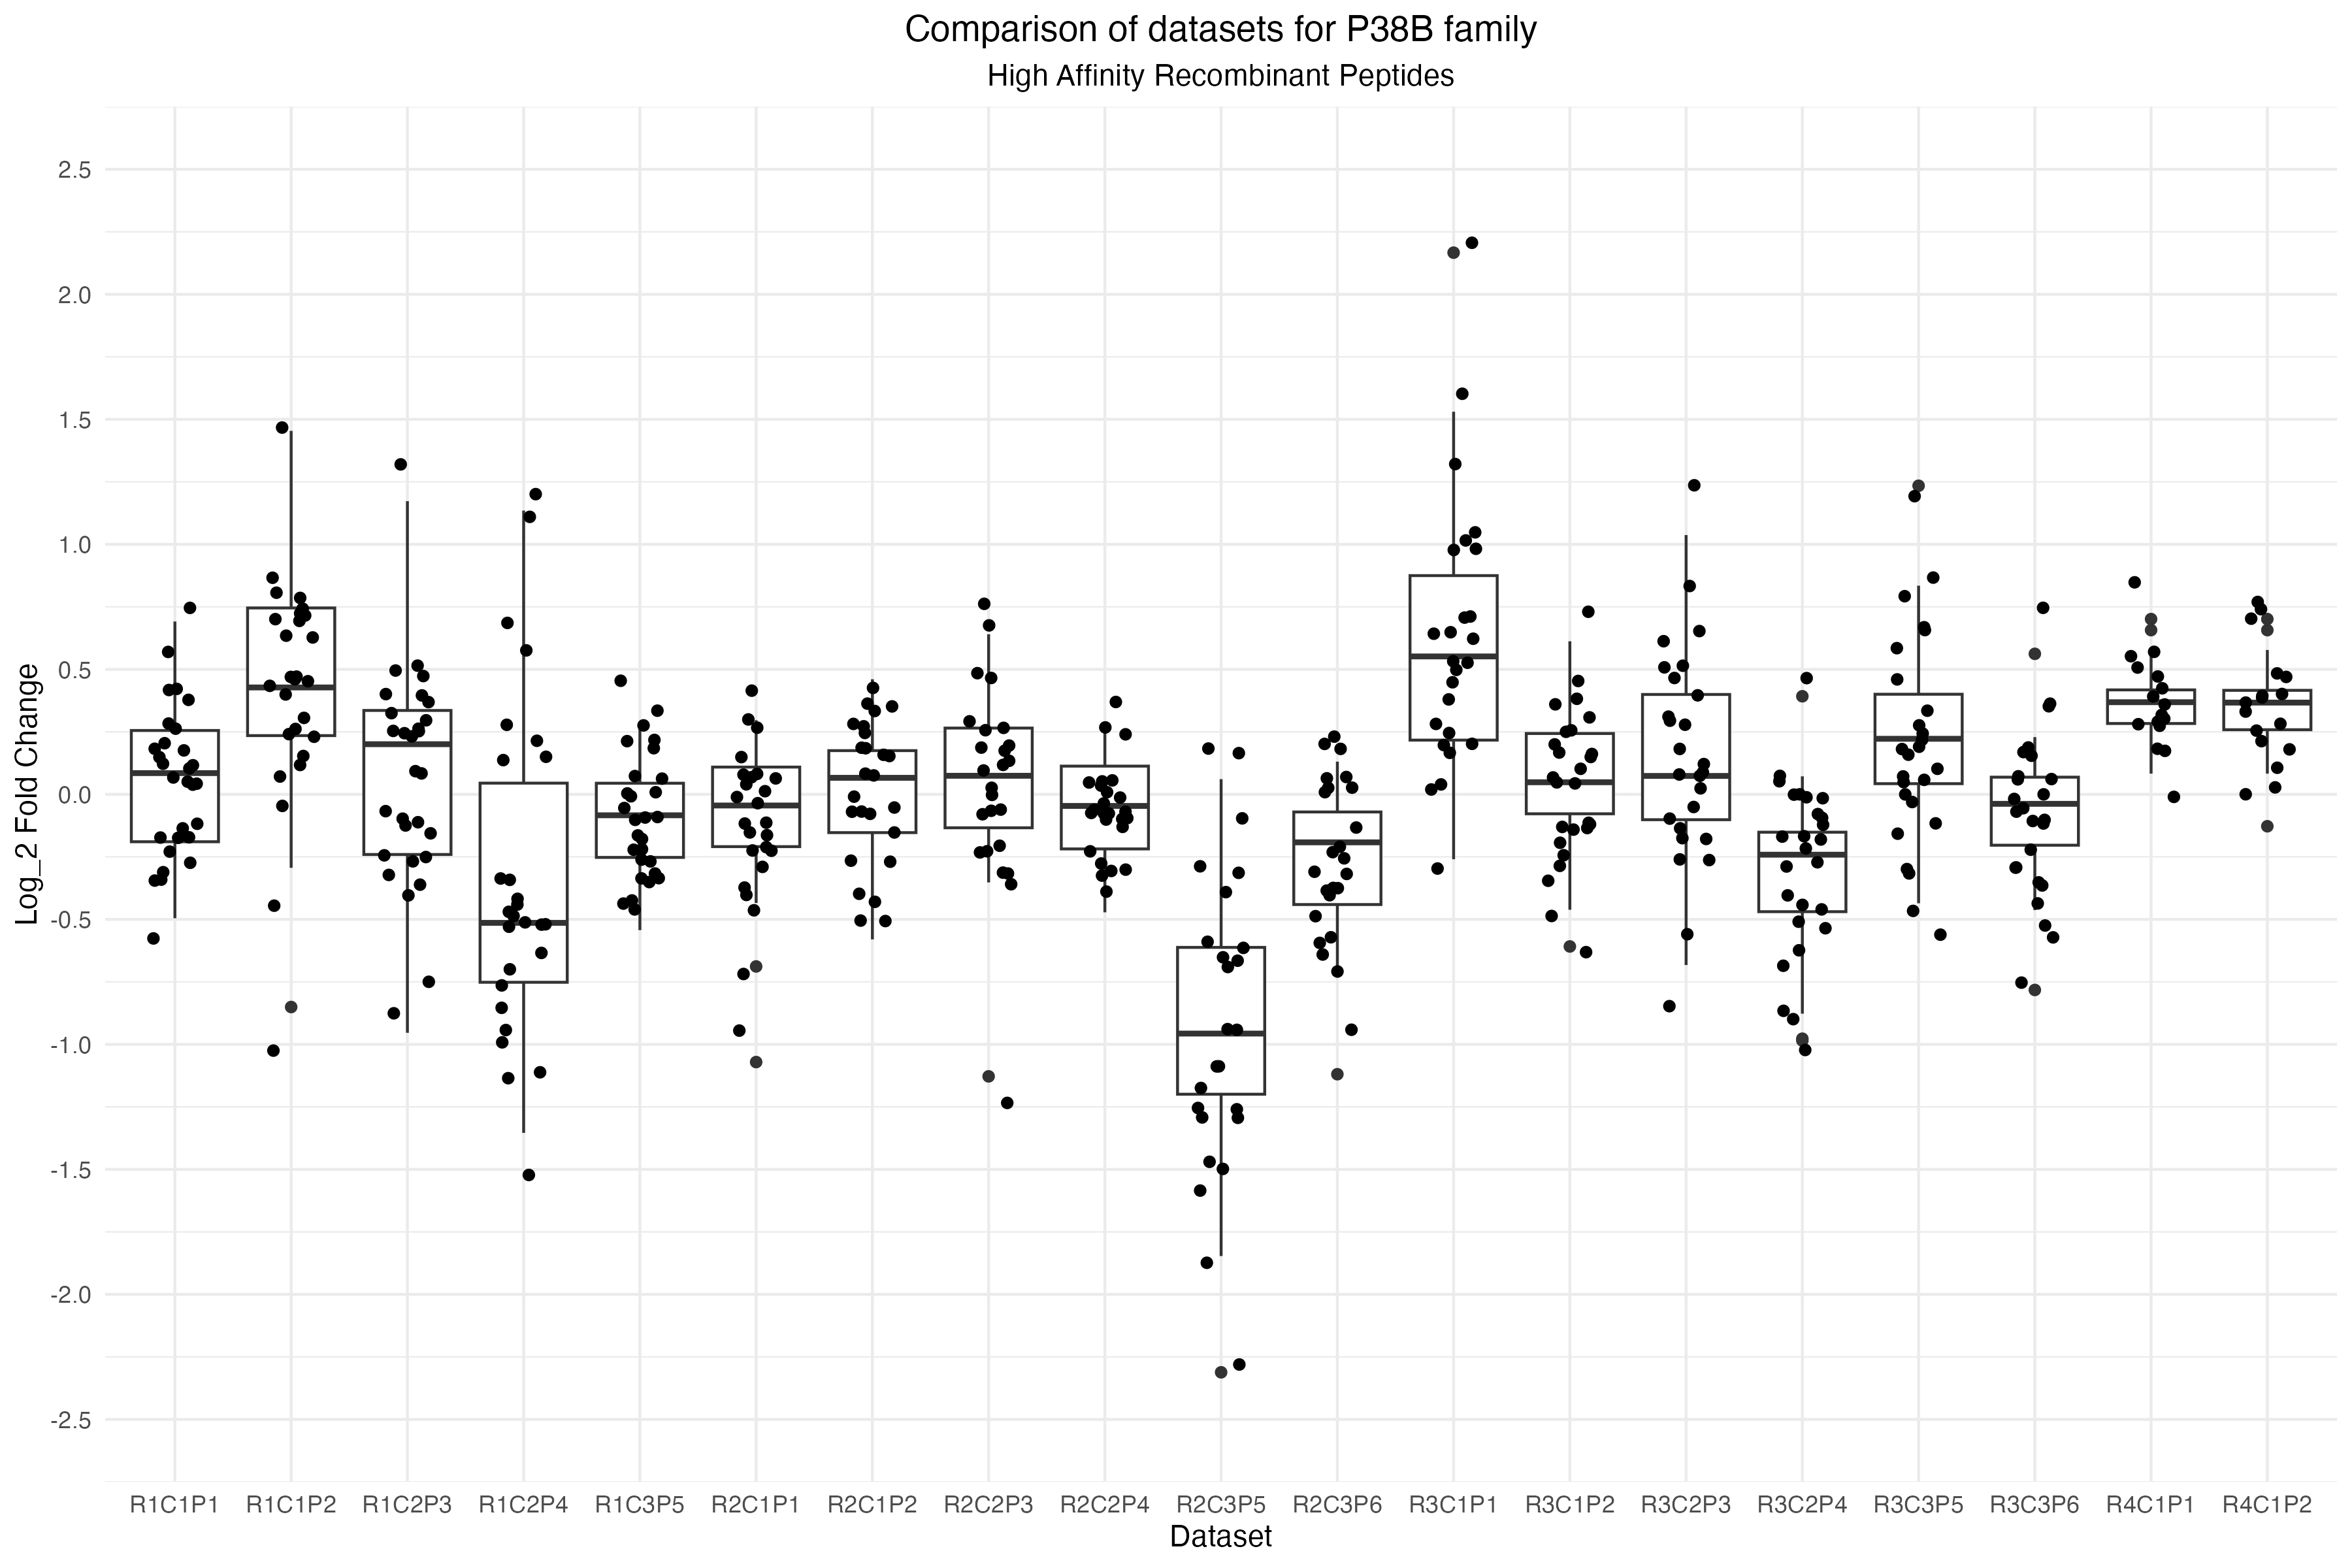 Comparison of datasets for P38B family
High Affinity Recombinant Peptides
Log_2 Fold Change
2.5
2.0
1.5
1.0
0.5
0.0
-0.5
-1.0
-1.5
-2.0
-2.5
R1C1P1 R1C1P2 R1C2P3 R1C2P4 R1C3P5 R2C1P1 R2C1P2 R2C2P3 R2C2P4 R2C3P5 R2C3P6 R3C1P1 R3C1P2 R3C2P3 R3C2P4 R3C3P5 R3C3P6 R4C1P1 R4C1P2
Dataset